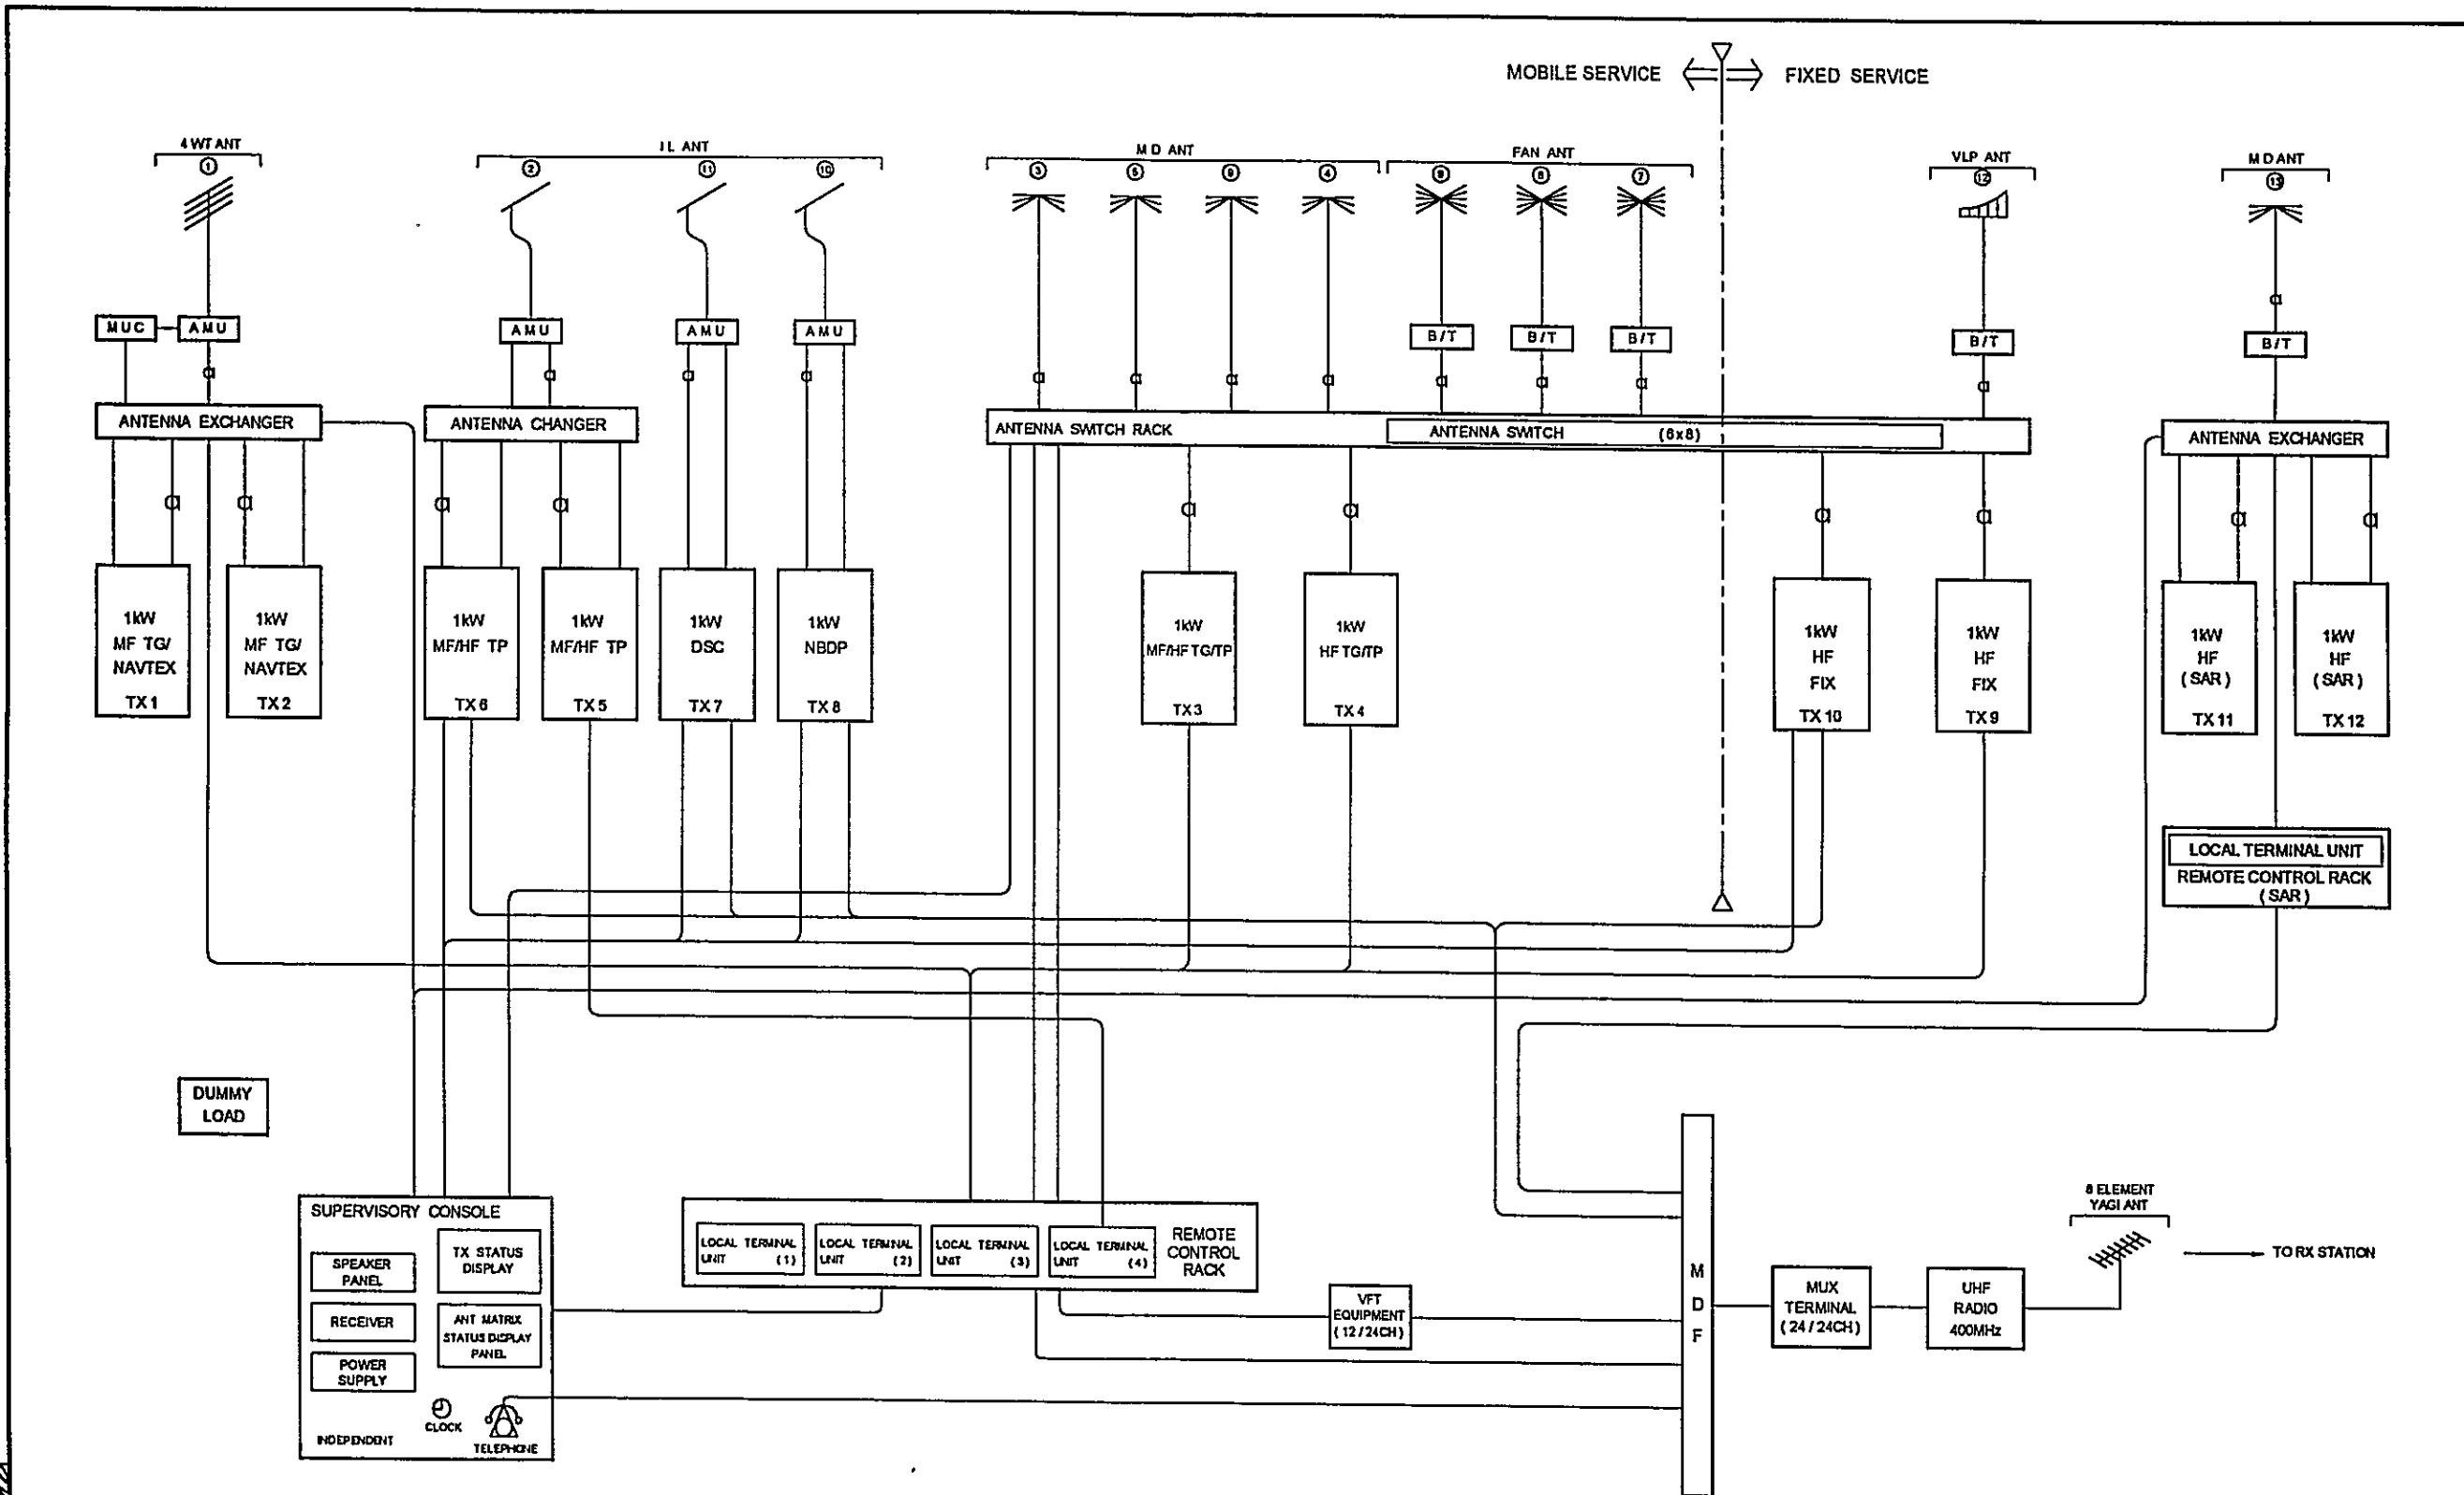 MOBILE SERVICE
FIXED SERVICE
4 WT ANT
I L ANT
M D ANT
FAN ANT
VLP ANT
M D ANT
1
2
11
10
3
5
9
4
7
12
13
MUC
AMU
AMU
AMU
AMU
B/T
B/T
B/T
B/T
B/T
ANTENNA EXCHANGER
ANTENNA CHANGER
ANTENNA SWITCH RACK
ANTENNA SWITCH (6x8)
ANTENNA EXCHANGER
1kW
MF TG/
NAVTEX
TX 1
1kW
MF TG/
NAVTEX
TX 2
1kW
MF/HF TP
TX 6
1kW
MF/HF TP
TX 5
1kW
DSC
TX 7
1kW
NBDP
TX 8
1kW
MF/HF TG/TP
TX 3
1kW
HF TG/TP
TX 4
1kW
HF
FIX
TX 10
1kW
HF
FIX
TX 9
1kW
HF
( SAR )
TX 11
1kW
HF
( SAR )
TX 12
LOCAL TERMINAL UNIT
REMOTE CONTROL RACK
( SAR )
DUMMY
LOAD
SUPERVISORY CONSOLE
SPEAKER
PANEL
RECEIVER
POWER
SUPPLY
TX STATUS
DISPLAY
ANT MATRIX
STATUS DISPLAY
PANEL
CLOCK
TELEPHONE
INDEPENDENT
LOCAL TERMINAL
UNIT (1)
LOCAL TERMINAL
UNIT (2)
LOCAL TERMINAL
UNIT (3)
LOCAL TERMINAL
UNIT (4)
REMOTE
CONTROL
RACK
VFT
EQUIPMENT
( 12 / 24CH )
M
D
F
MUX
TERMINAL
( 24 / 24CH )
UHF
RADIO
400MHz
8 ELEMENT
YAGI ANT
TO RX STATION